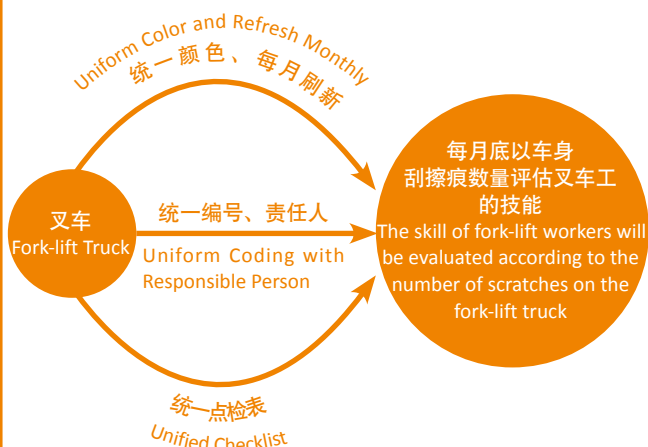 Uniform Color and Refresh Monthly
统一颜色、每月刷新
叉车
Fork-lift Truck
统一编号、责任人
Uniform Coding with
Responsible Person
每月底以车身
刮擦痕数量评估叉车工
的技能
The skill of fork-lift workers will
be evaluated according to the
number of scratches on the
fork-lift truck
统一点检表
Unified Checklist